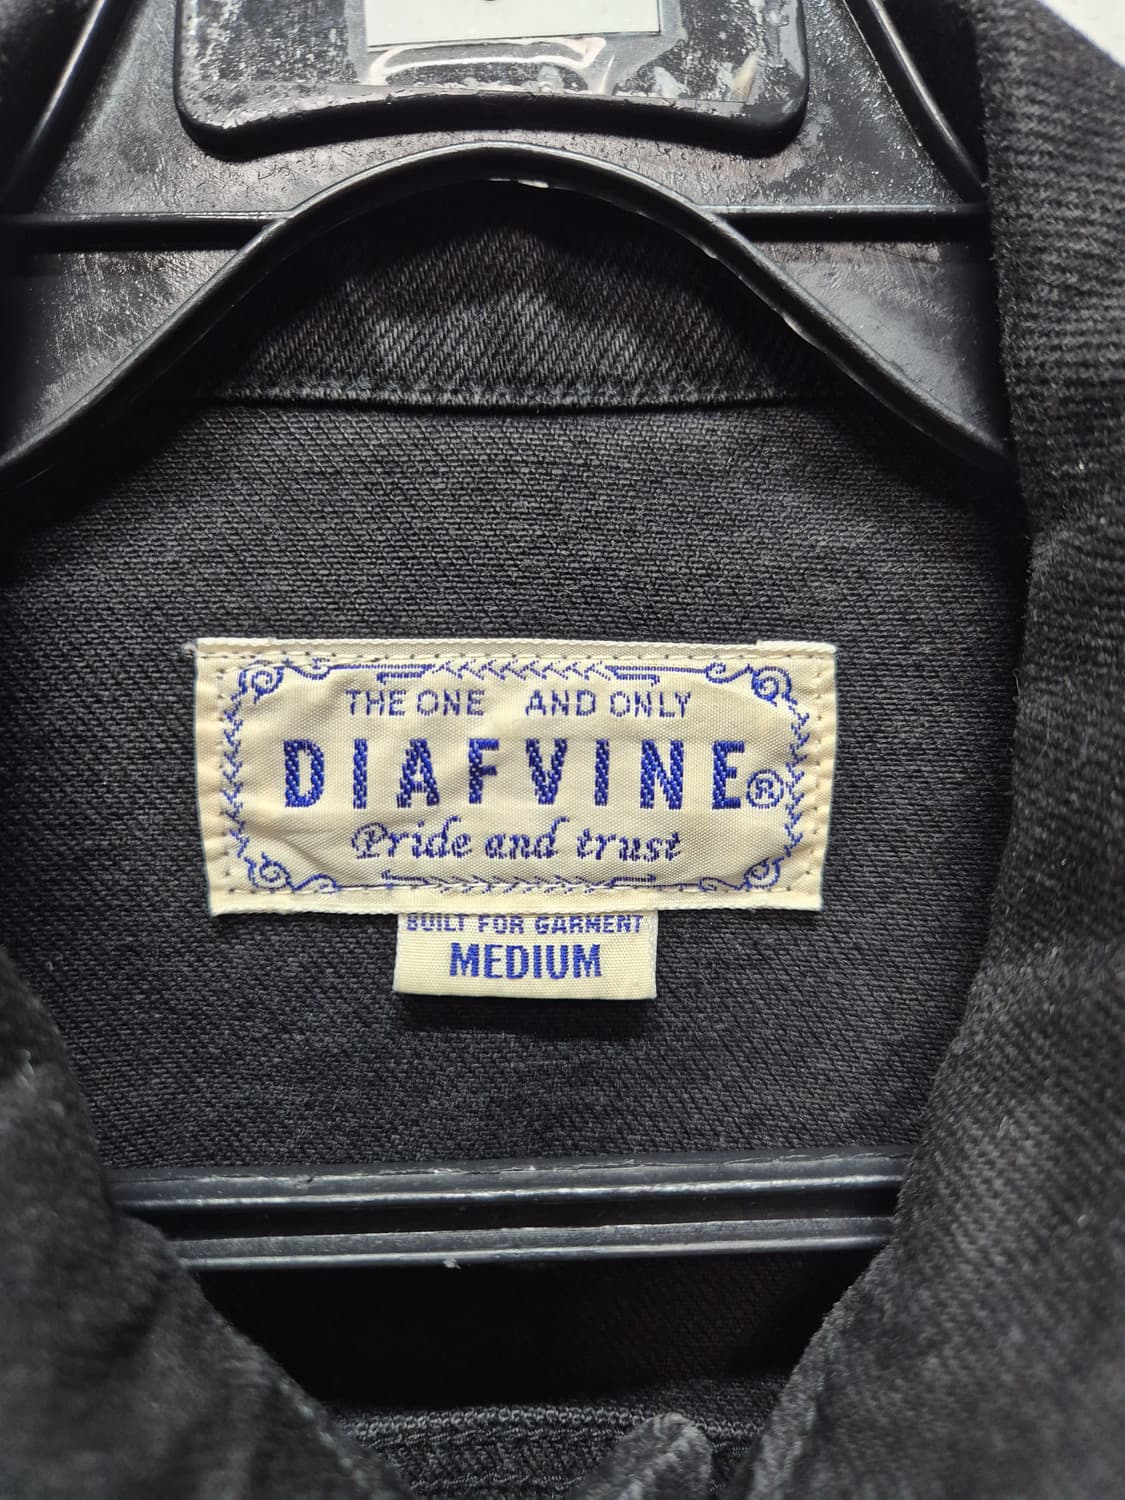 THE ONE AND ONLY
DIAFVINE®
Pride and trust
BUILT FOR GARMENT
MEDIUM